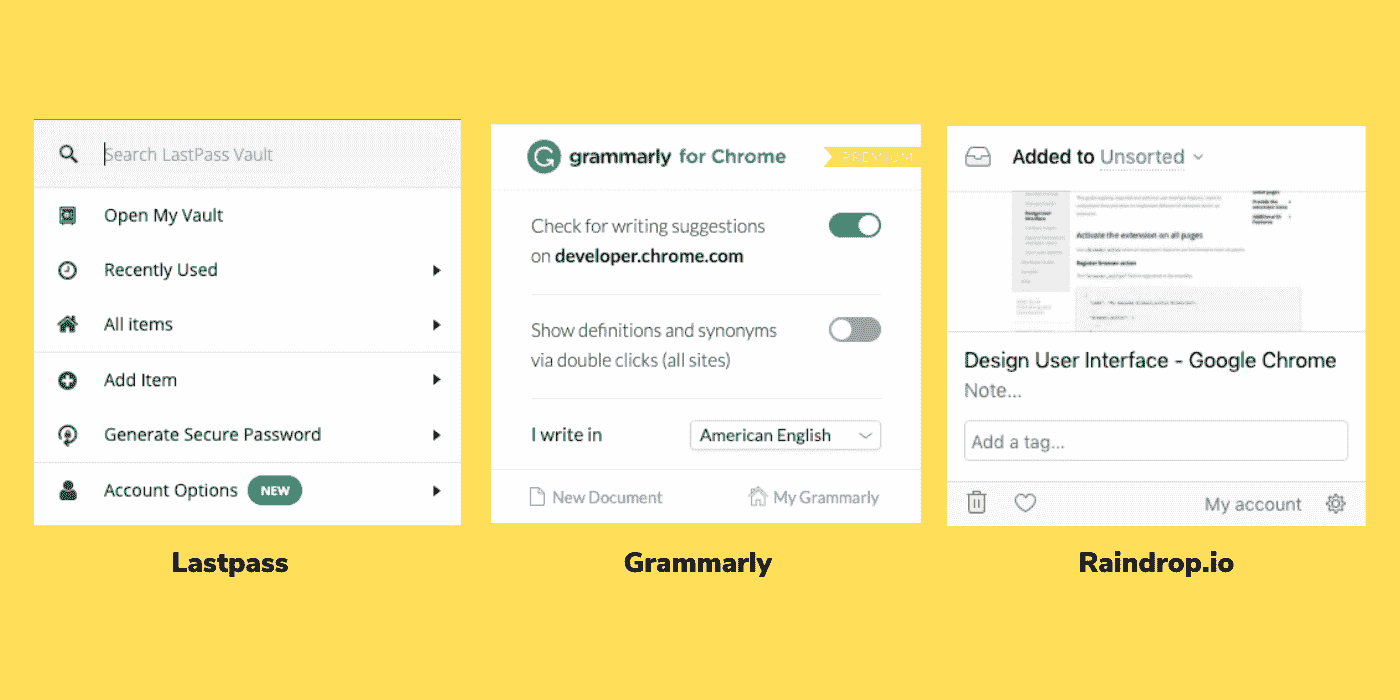 Search LastPass Vault
Open My Vault
Recently Used
All items
Add Item
Generate Secure Password
Account Options NEW
Lastpass
grammarly for Chrome PREMIUM
Check for writing suggestions
on developer.chrome.com
Show definitions and synonyms
via double clicks (all sites)
I write in American English
New Document My Grammarly
Grammarly
Added to Unsorted
Activate the extension on all pages
Register browser action
Design User Interface - Google Chrome
Note...
Add a tag...
My account
Raindrop.io